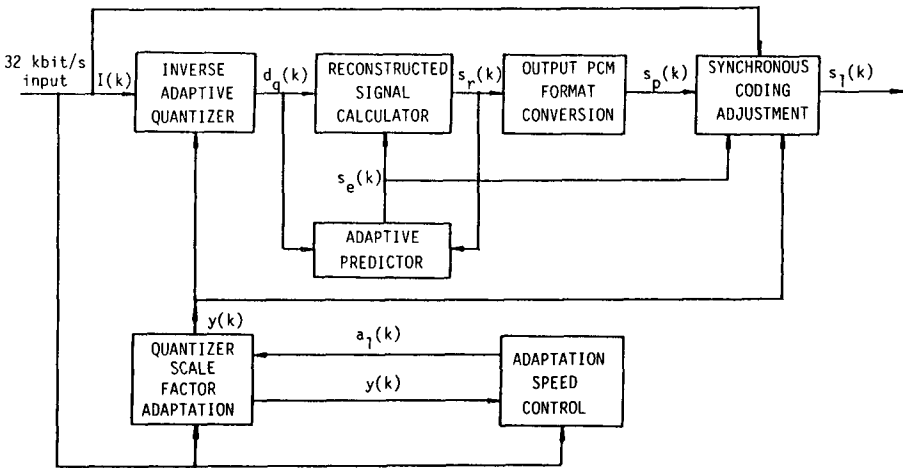 32 kbit/s
input
I(k)
INVERSE
ADAPTIVE
QUANTIZER
d_q(k)
RECONSTRUCTED
SIGNAL
CALCULATOR
s_r(k)
OUTPUT PCM
FORMAT
CONVERSION
s_p(k)
SYNCHRONOUS
CODING
ADJUSTMENT
s_l(k)
s_e(k)
ADAPTIVE
PREDICTOR
y(k)
QUANTIZER
SCALE
FACTOR
ADAPTATION
a_l(k)
y(k)
ADAPTATION
SPEED
CONTROL